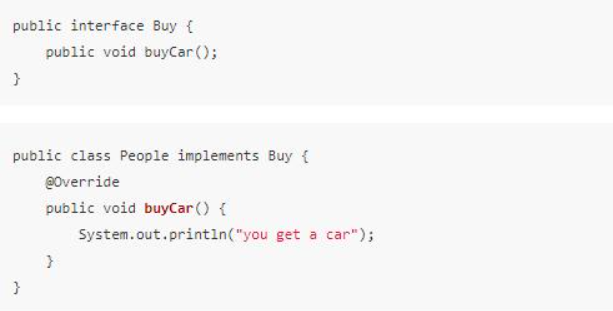 public interface Buy {
    public void buyCar();
}
public class People implements Buy {
    @Override
    public void buyCar() {
        System.out.println("you get a car");
    }
}